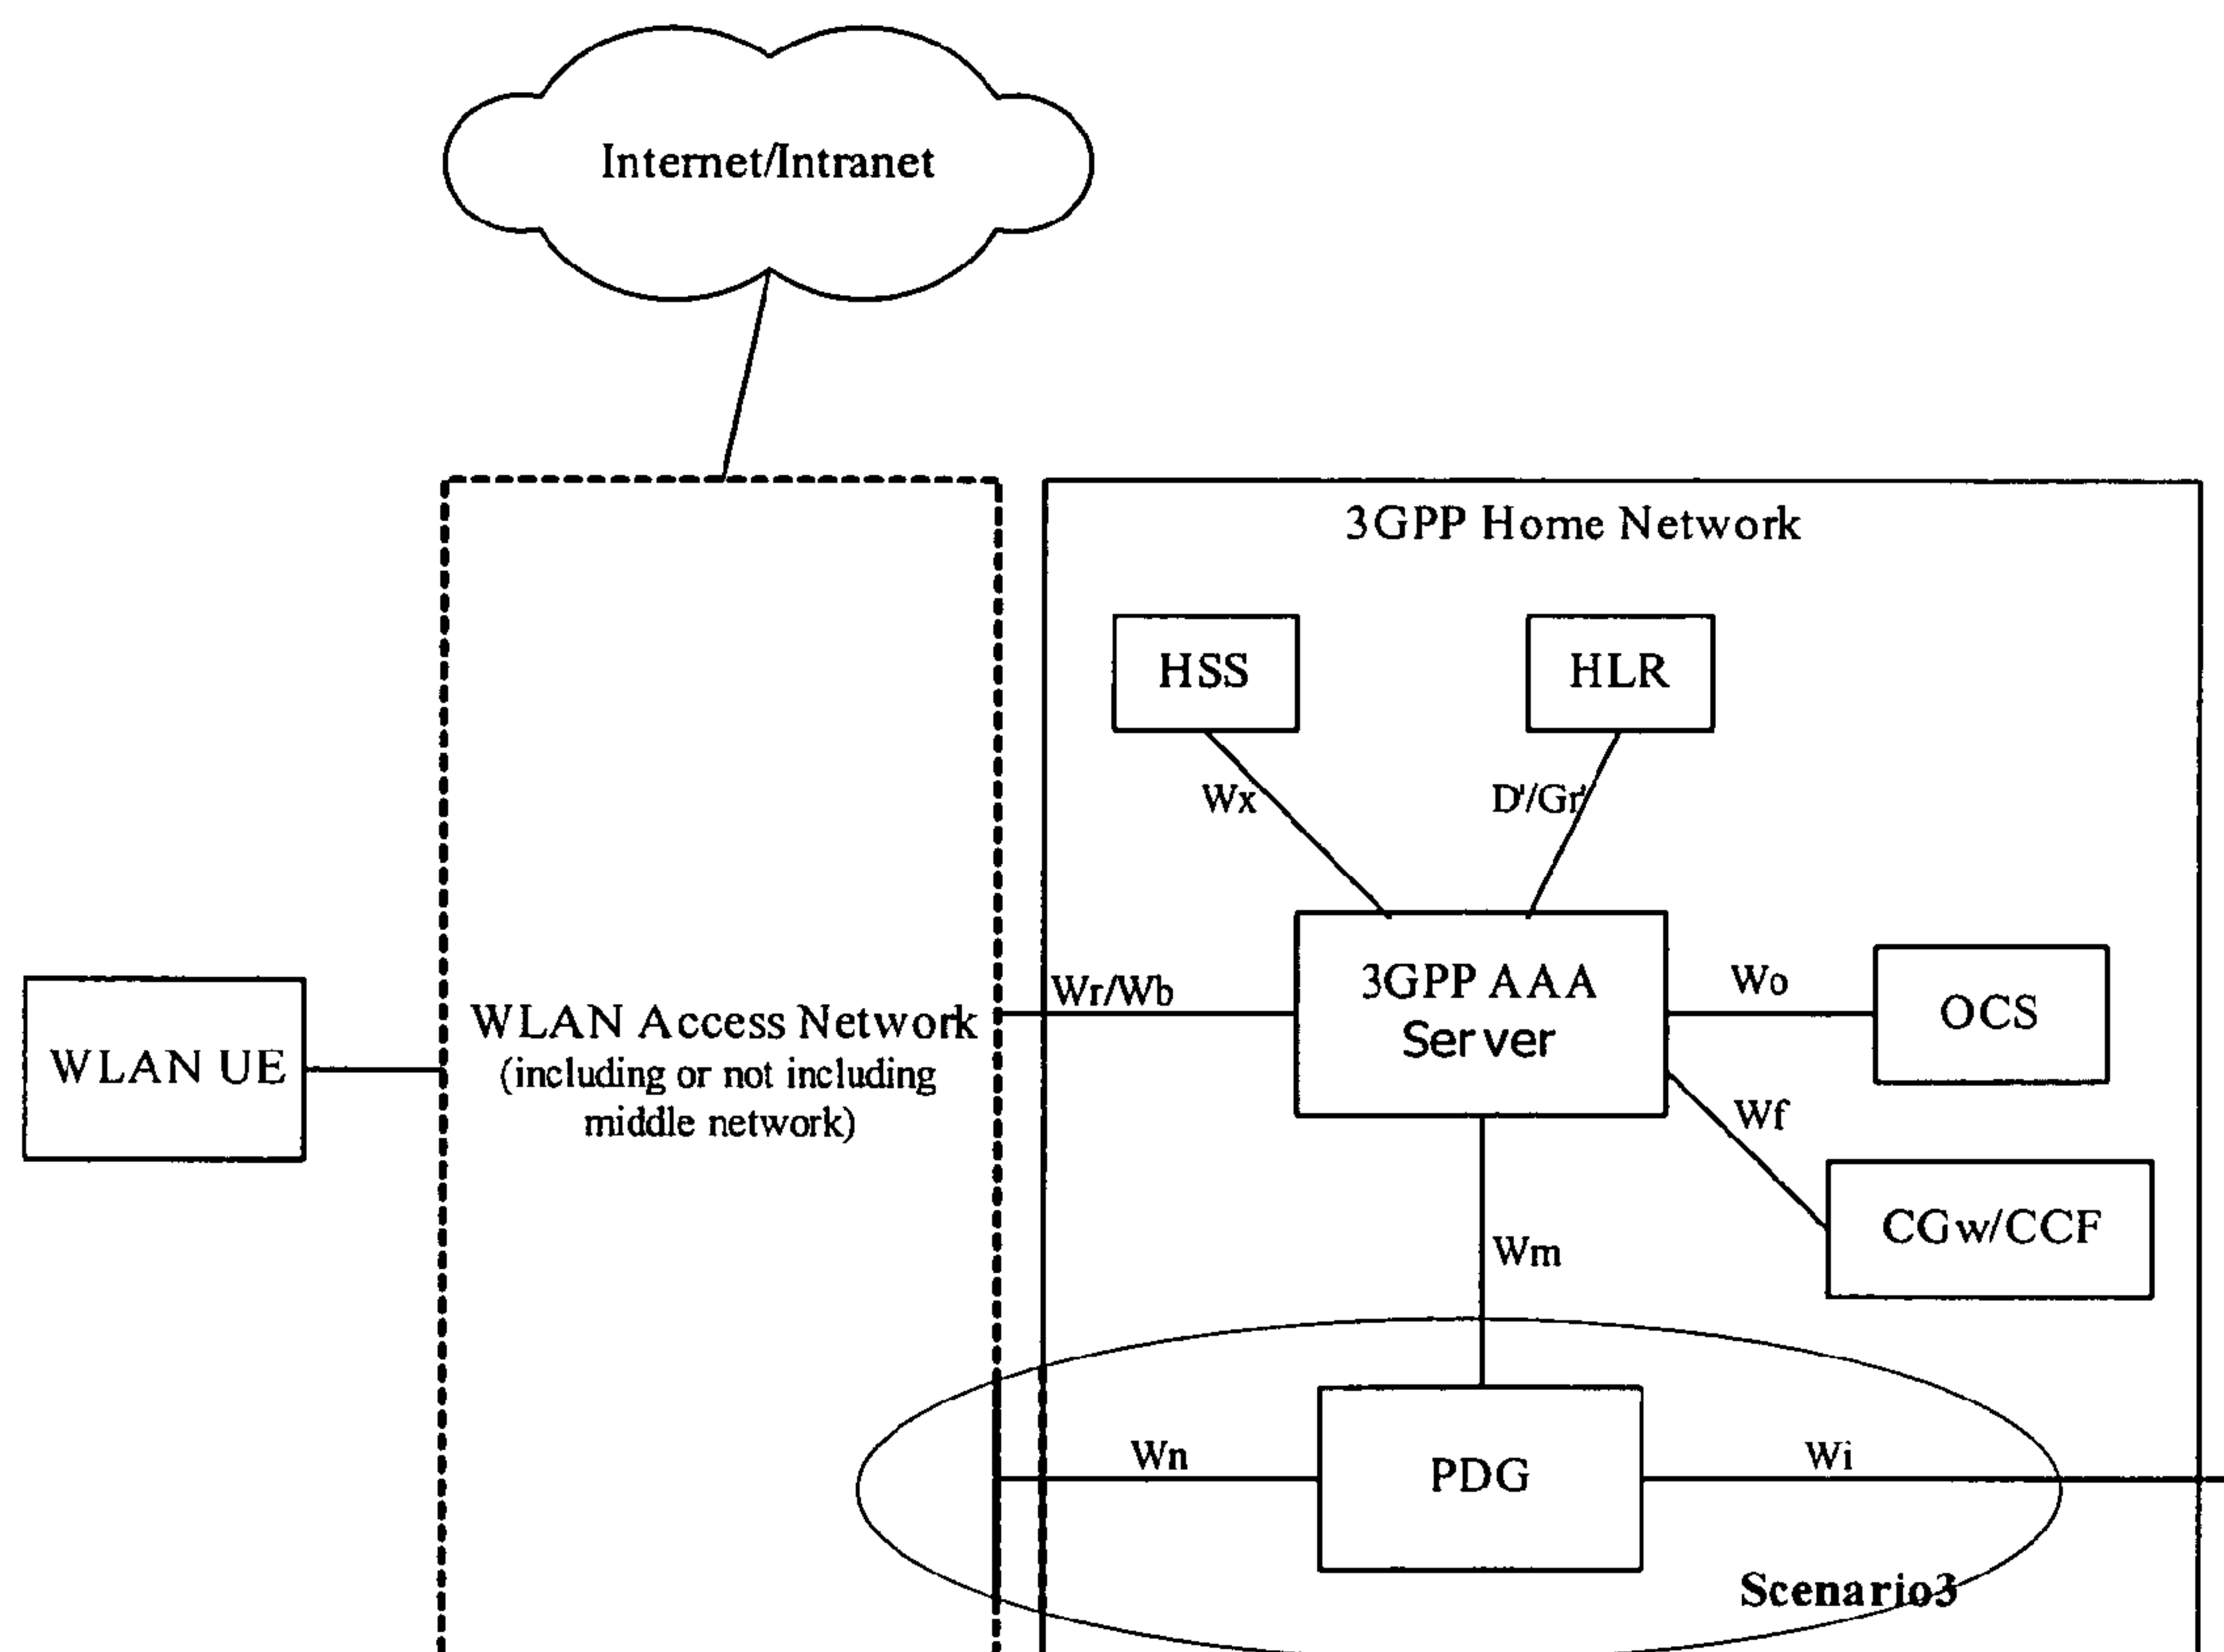 Internet/Intranet
3GPP Home Network
HSS
HLR
Wx
D'/Gr'
WLAN UE
WLAN Access Network
(including or not including
middle network)
Wr/Wb
3GPP AAA
Server
Wo
OCS
Wf
CGw/CCF
Wm
Wn
PDG
Wi
Scenario3